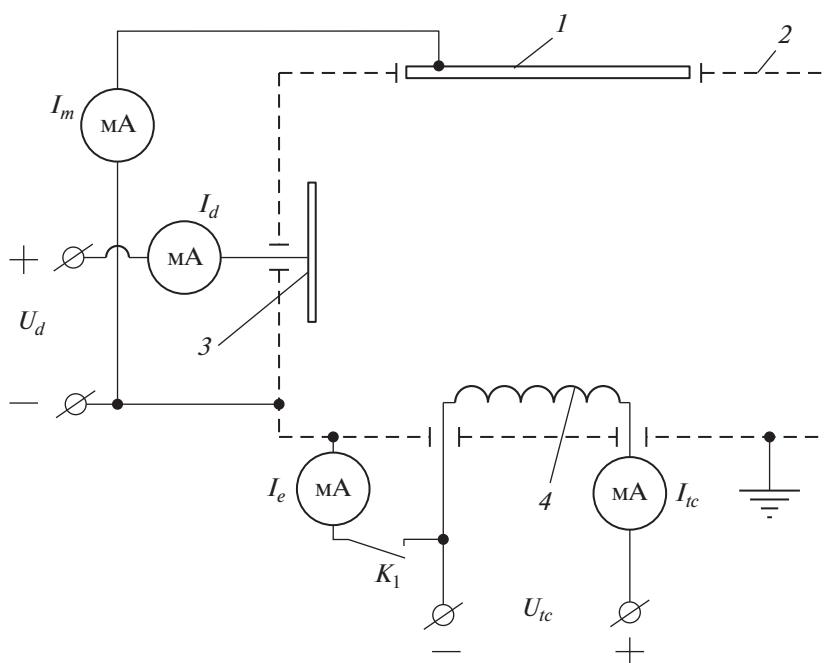 1
2
I_m
мА
I_d
мА
+
U_d
3
—
I_e
мА
4
мА
I_tc
K_1
U_tc
— +